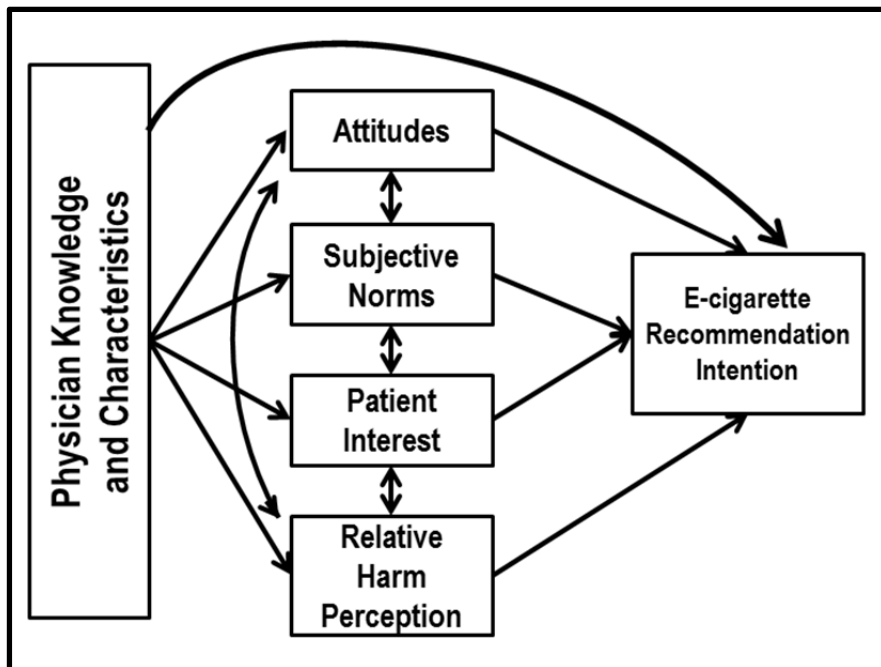 Physician Knowledge
and Characteristics
Attitudes
Subjective
Norms
Patient
Interest
Relative
Harm
Perception
E-cigarette
Recommendation
Intention